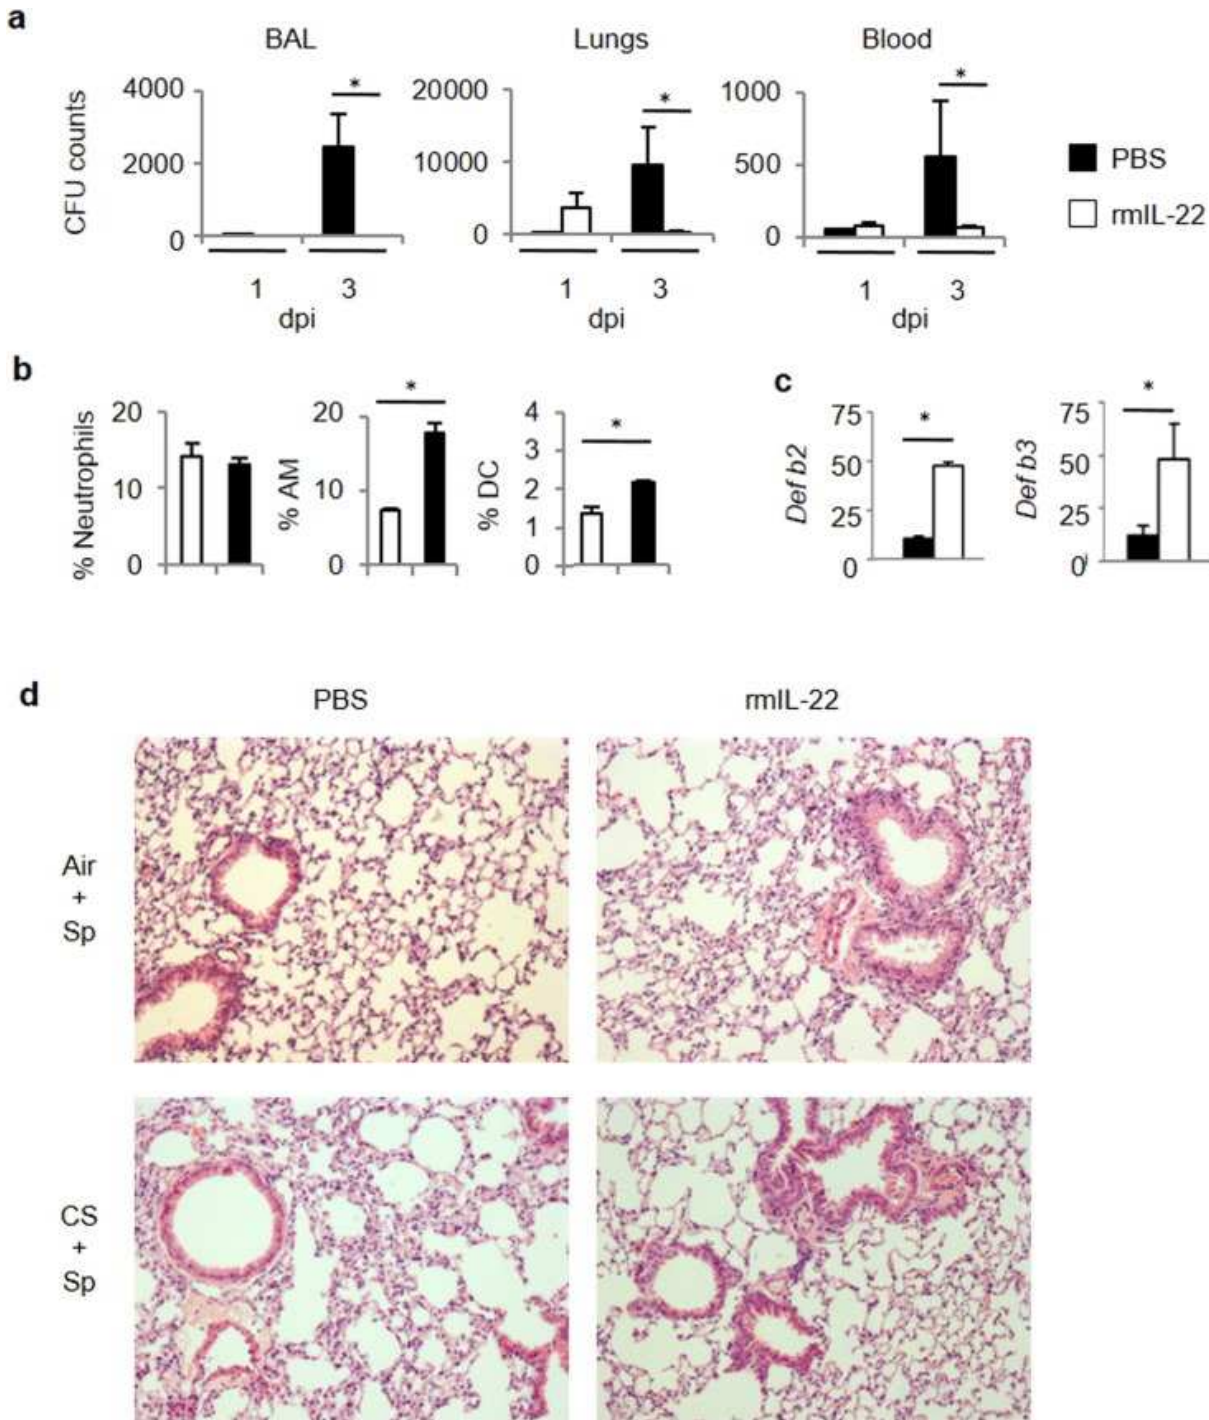 a
BAL
Lungs
Blood
CFU counts
4000
2000
0
*
1
3
dpi
20000
10000
0
*
1
3
dpi
1000
500
0
*
1
3
dpi
PBS
rmIL-22
b
% Neutrophils
20
10
0
% AM
20
10
0
*
% DC
4
3
2
1
0
*
c
Def b2
75
50
25
0
*
Def b3
75
50
25
0
*
d
PBS
rmIL-22
Air
+
Sp
CS
+
Sp